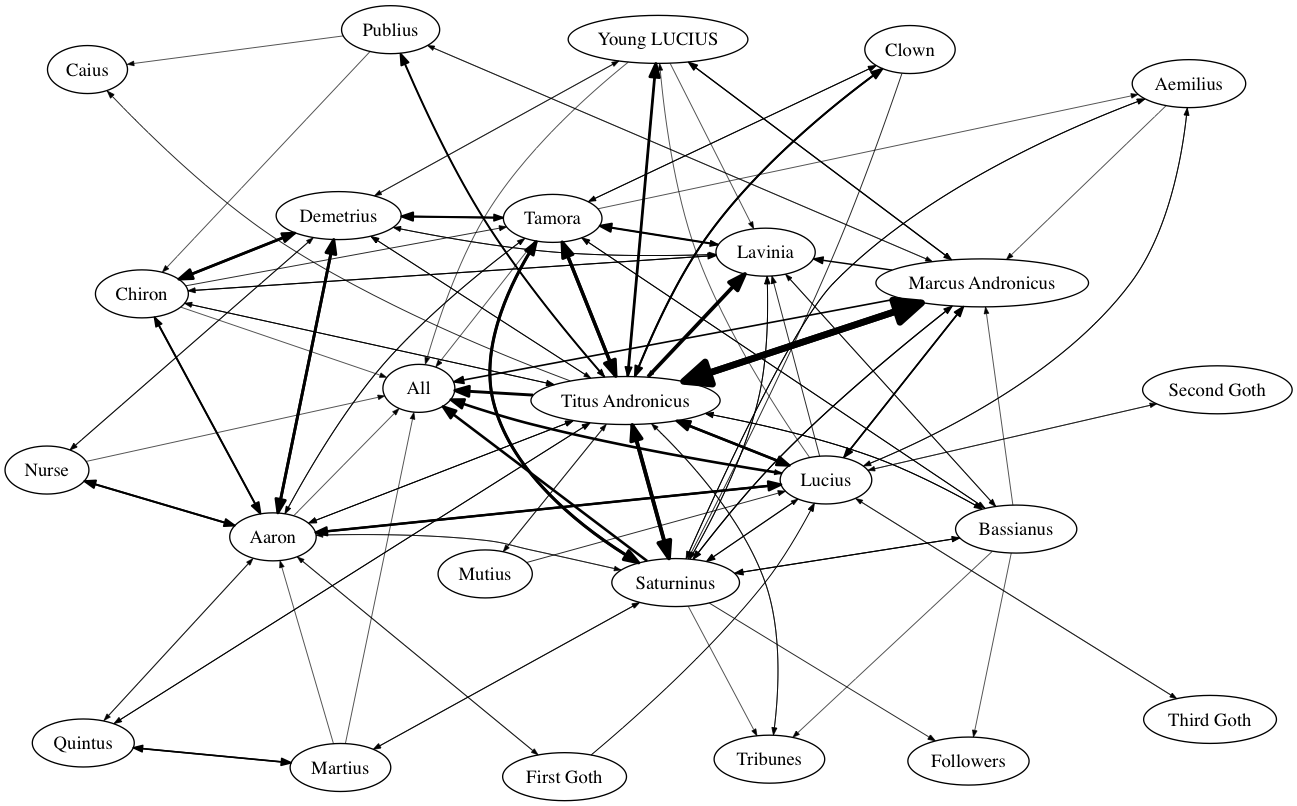 Publius
Young LUCIUS
Clown
Caius
Aemilius
Demetrius
Tamora
Lavinia
Marcus Andronicus
Chiron
All
Titus Andronicus
Second Goth
Nurse
Lucius
Aaron
Bassianus
Mutius
Saturninus
Third Goth
Quintus
Martius
First Goth
Tribunes
Followers